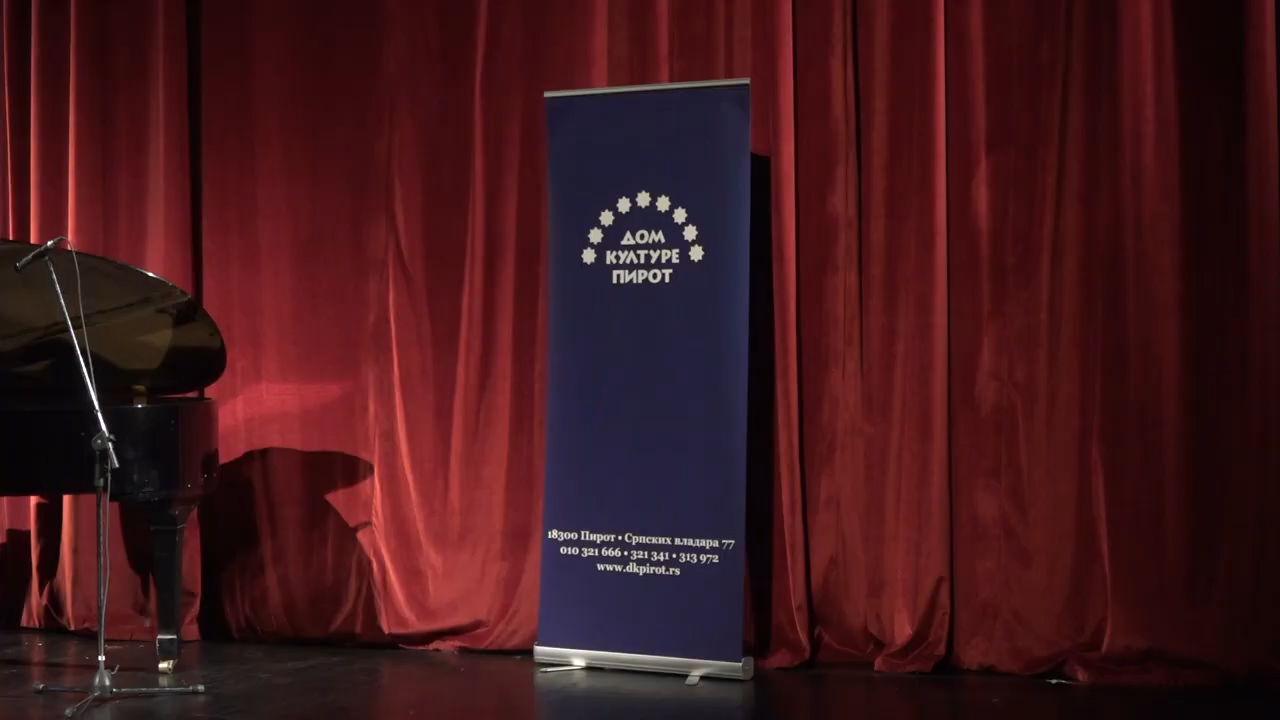 ДОМ
КУЛТУРЕ
ПИРОТ
18300 Пирот • Српских владара 77
010 321 666 • 321 341 • 313 972
www.dkpirot.rs